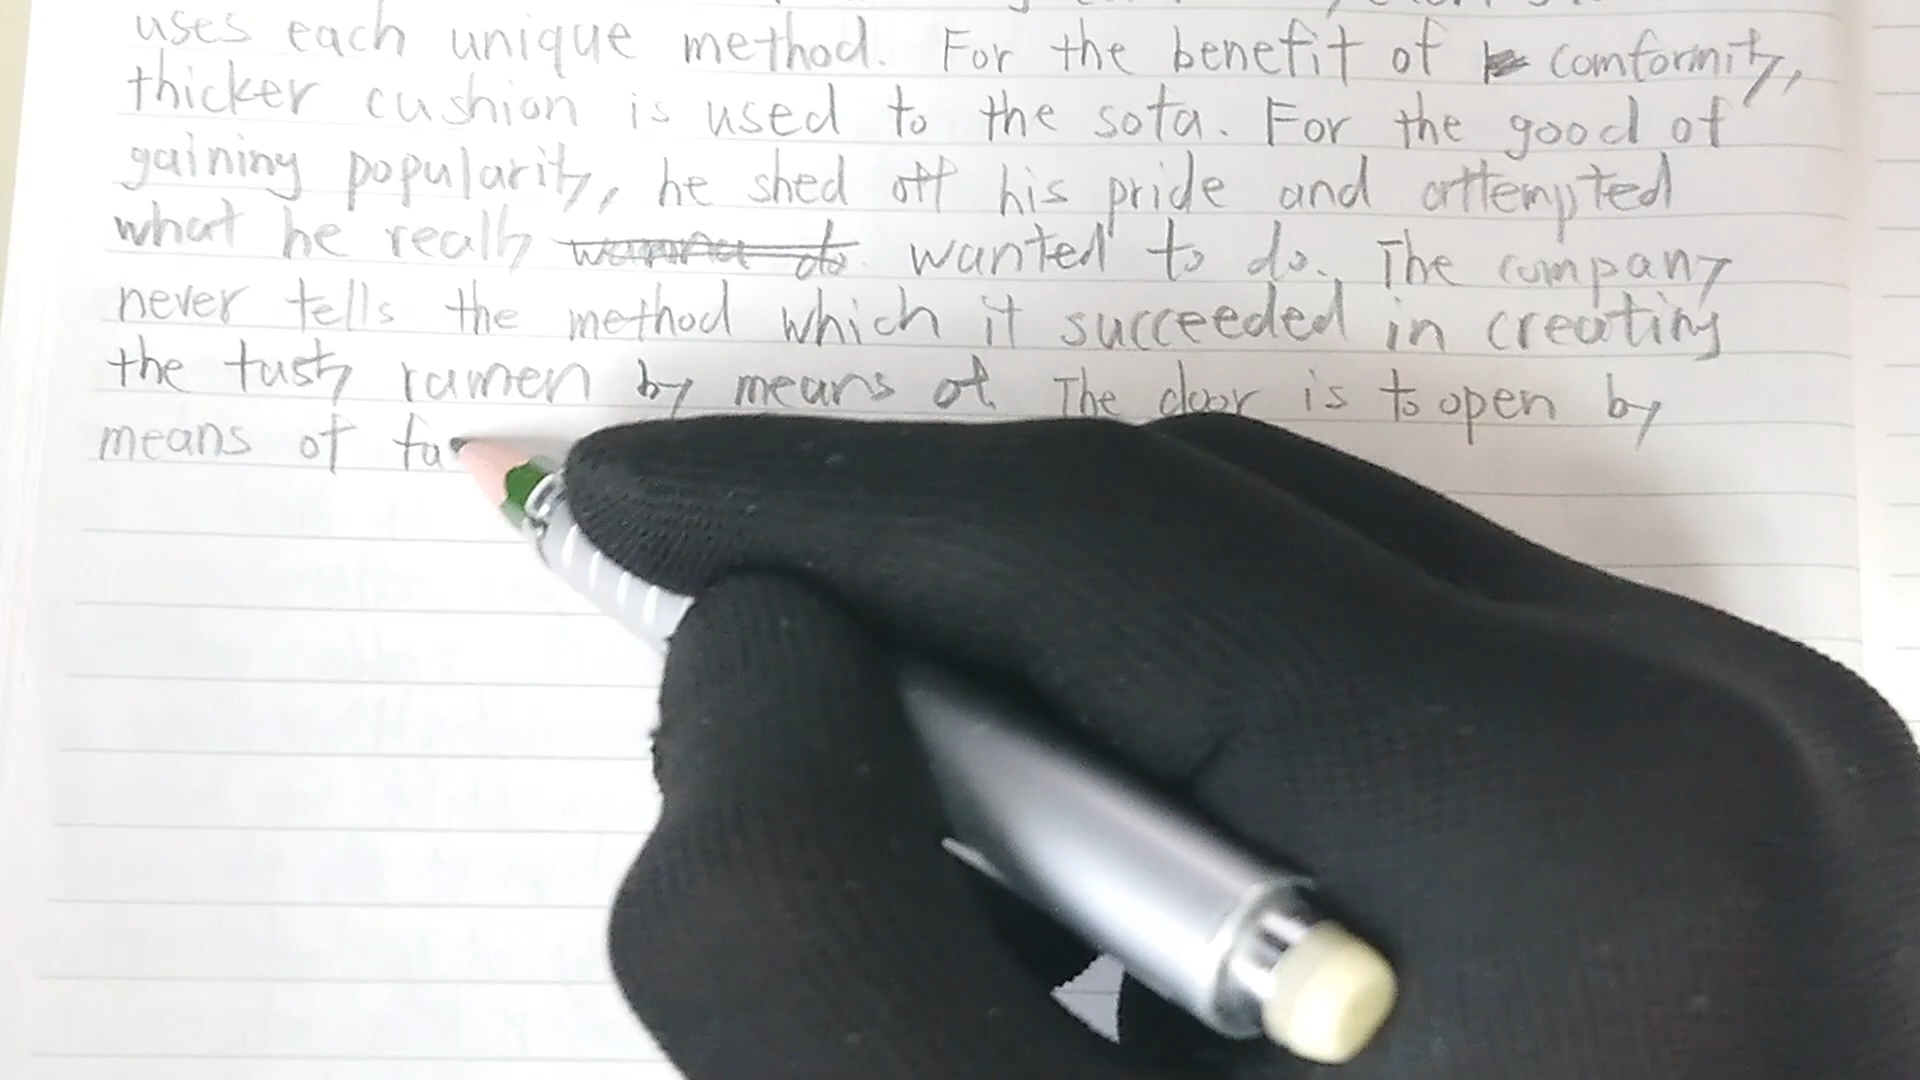 uses each unique method. For the benefit of comformity,
thicker cushion is used to the sofa. For the good of
gaining popularity, he shed off his pride and attempted
what he really wanna do wanted to do. The company
never tells the method which it succeeded in creating
the tasty ramen by means of. The door is to open by
means of fa